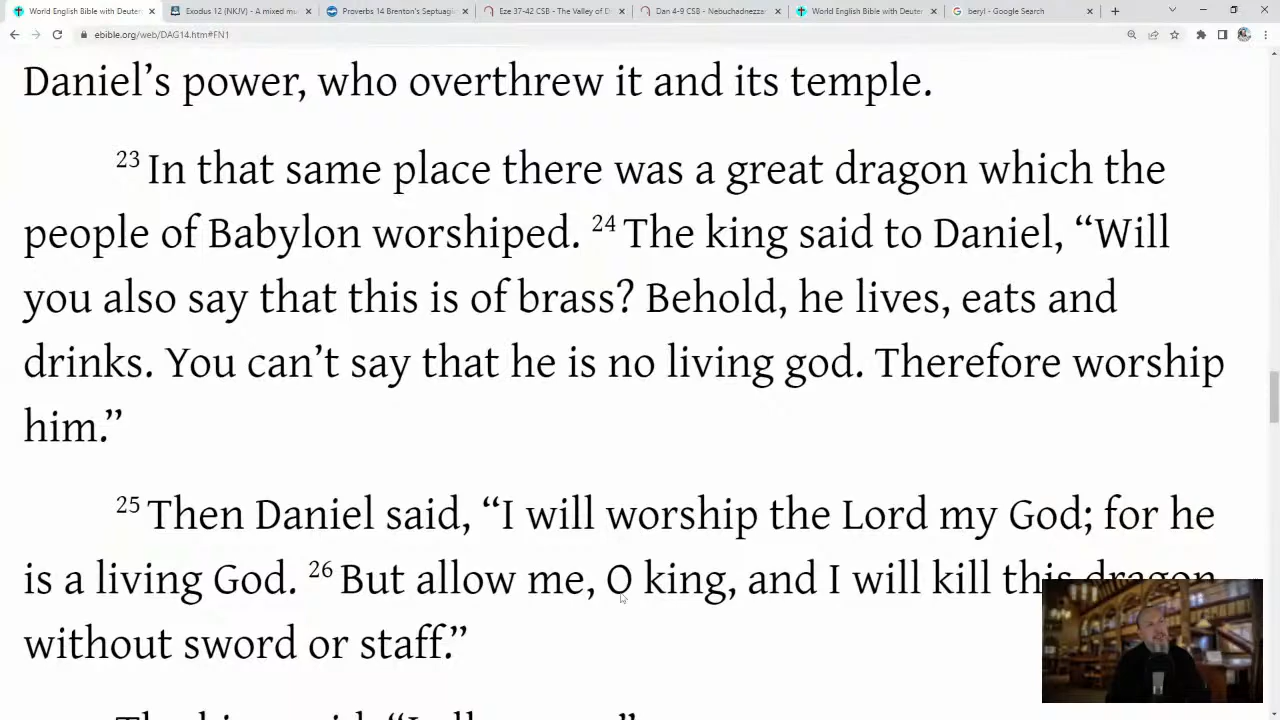 World English Bible with Deuter
Exodus 12 (NKJV) - A mixed mu
Proverbs 14 Brenton's Septuagi
Eze 37-42 CSB - The Valley of D
Dan 4-9 CSB - Nebuchadnezza
World English Bible with Deuter
beryl - Google Search
ebible.org/web/DAG14.htm#FN1
Daniel’s power, who overthrew it and its temple.
23 In that same place there was a great dragon which the
people of Babylon worshiped. 24 The king said to Daniel, “Will
you also say that this is of brass? Behold, he lives, eats and
drinks. You can’t say that he is no living god. Therefore worship
him.”
25 Then Daniel said, “I will worship the Lord my God; for he
is a living God. 26 But allow me, O king, and I will kill this dragon
without sword or staff.”